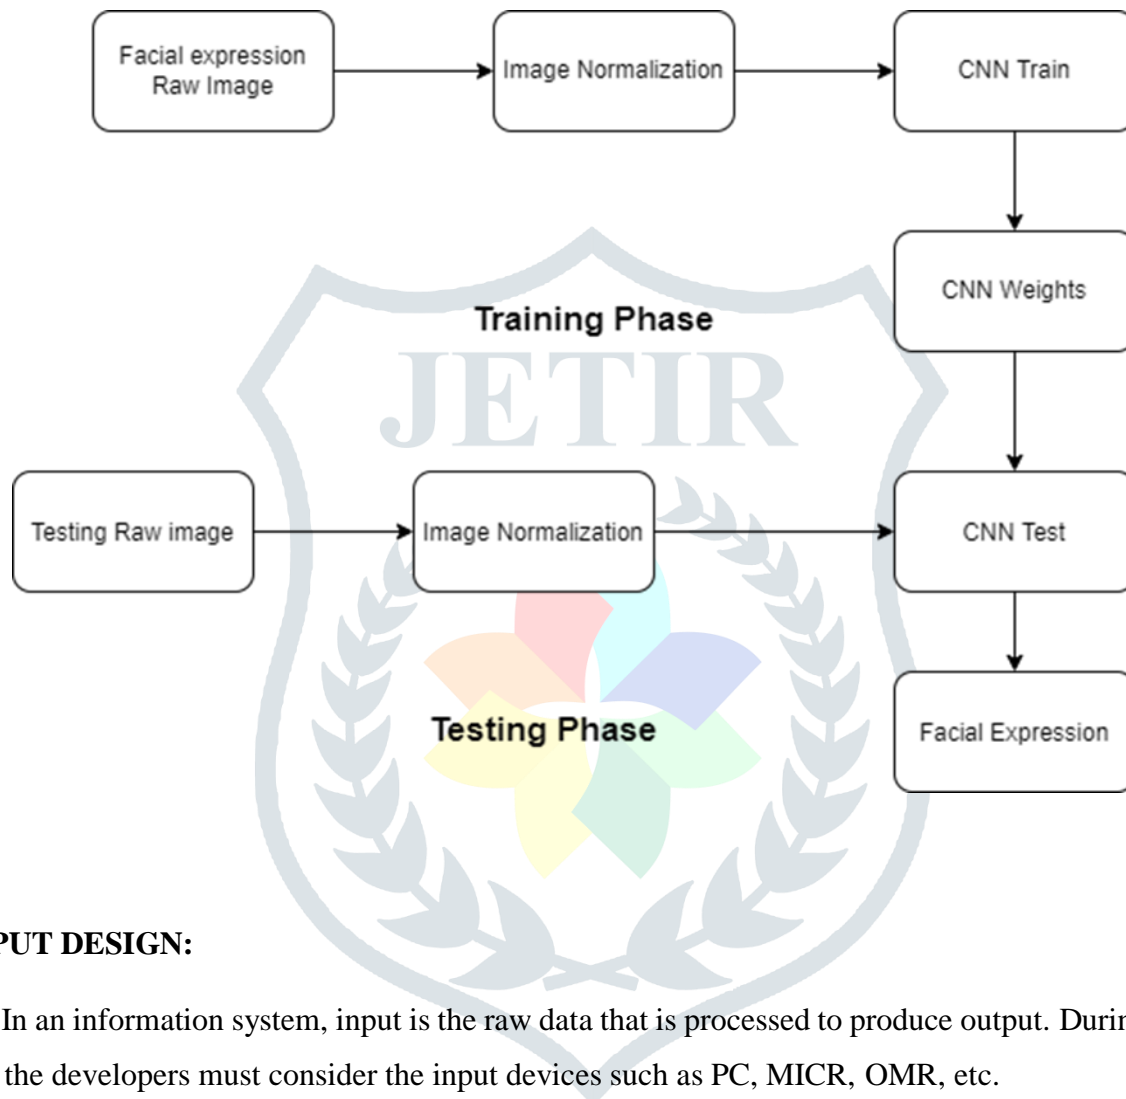 Facial expression
Raw Image
Image Normalization
CNN Train
CNN Weights
Training Phase
JETIR
Testing Raw image
Image Normalization
CNN Test
Testing Phase
Facial Expression
PUT DESIGN:
In an information system, input is the raw data that is processed to produce output. Durin
the developers must consider the input devices such as PC, MICR, OMR, etc.